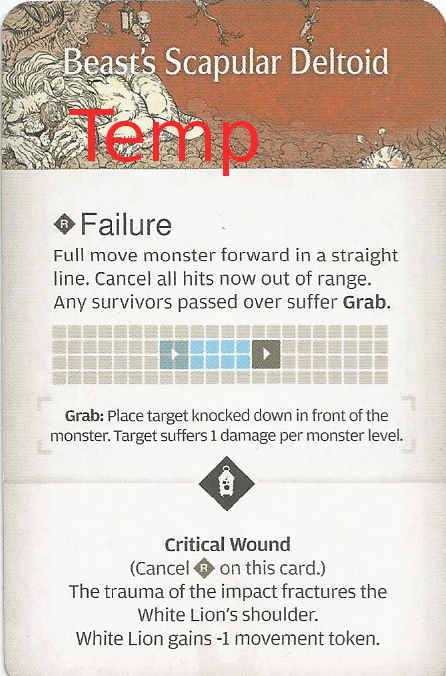 Beast's Scapular Deltoid
Temp
R Failure
Full move monster forward in a straight
line. Cancel all hits now out of range.
Any survivors passed over suffer Grab.
Grab: Place target knocked down in front of the
monster. Target suffers 1 damage per monster level.
Critical Wound
(Cancel R on this card.)
The trauma of the impact fractures the
White Lion's shoulder.
White Lion gains -1 movement token.